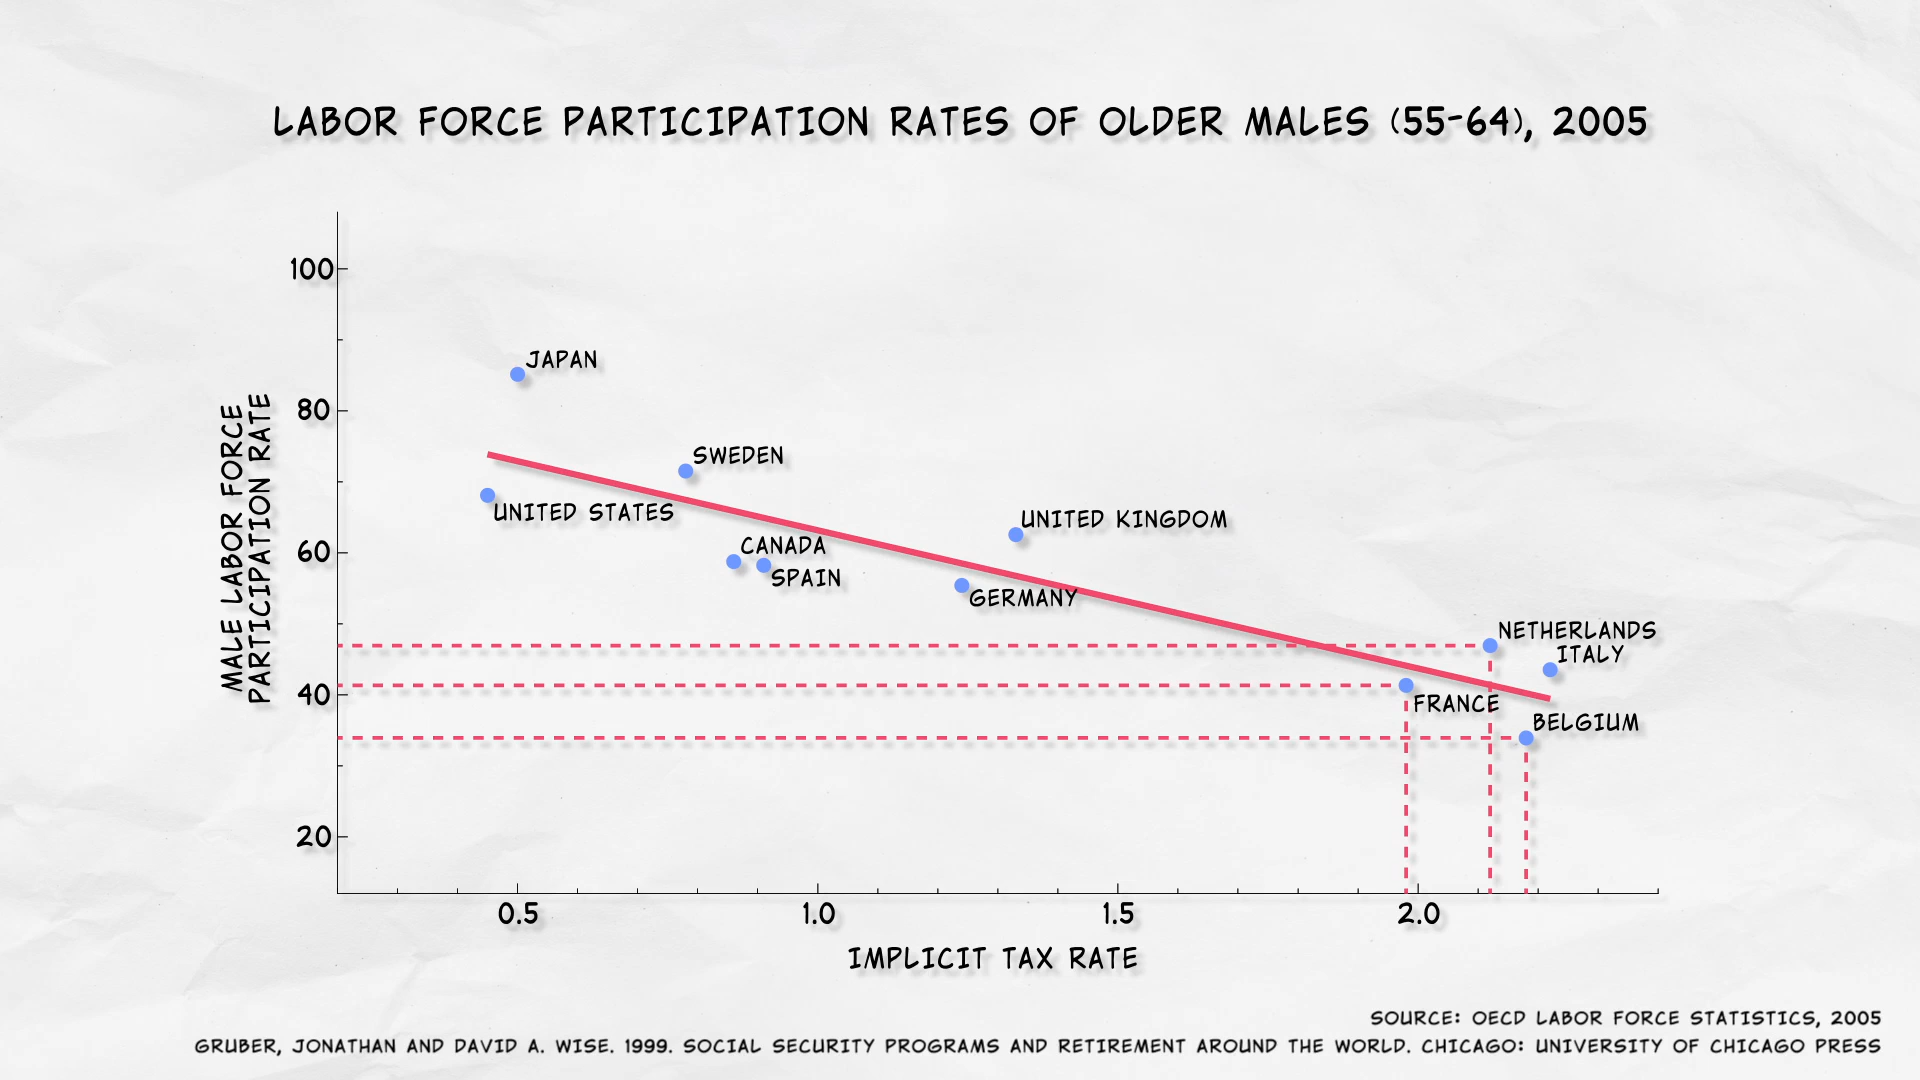 LABOR FORCE PARTICIPATION RATES OF OLDER MALES (55-64), 2005
MALE LABOR FORCE
PARTICIPATION RATE
100
80
60
40
20
JAPAN
SWEDEN
UNITED STATES
UNITED KINGDOM
CANADA
SPAIN
GERMANY
NETHERLANDS
ITALY
FRANCE
BELGIUM
0.5 1.0 1.5 2.0
IMPLICIT TAX RATE
SOURCE: OECD LABOR FORCE STATISTICS, 2005
GRUBER, JONATHAN AND DAVID A. WISE. 1999. SOCIAL SECURITY PROGRAMS AND RETIREMENT AROUND THE WORLD. CHICAGO: UNIVERSITY OF CHICAGO PRESS